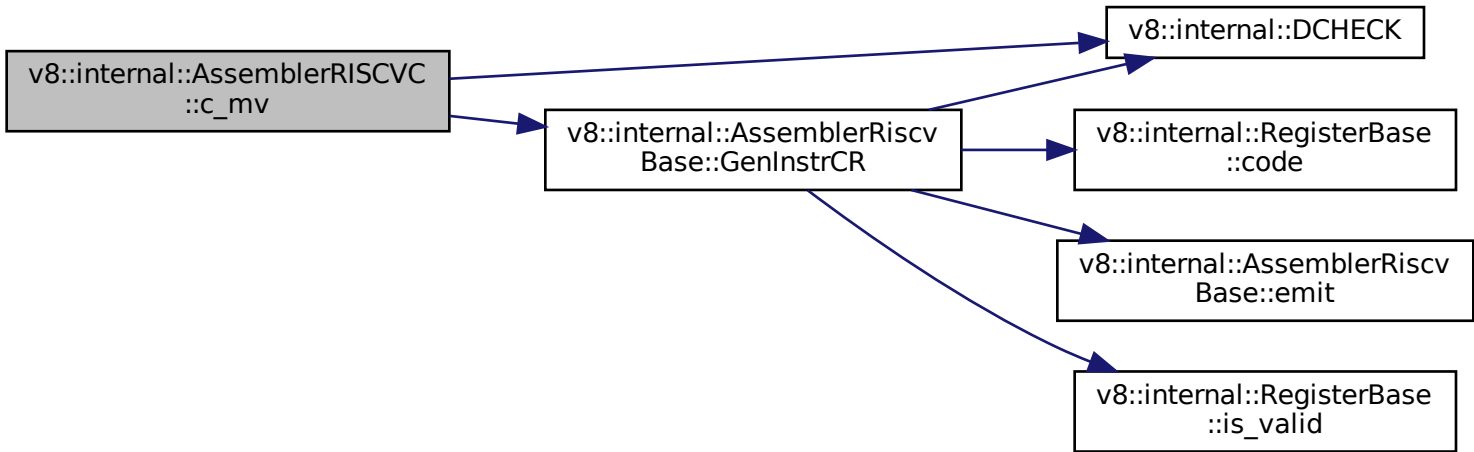 v8::internal::AssemblerRISCVC
::c_mv
v8::internal::DCHECK
v8::internal::AssemblerRiscv
Base::GenInstrCR
v8::internal::RegisterBase
::code
v8::internal::AssemblerRiscv
Base::emit
v8::internal::RegisterBase
::is_valid